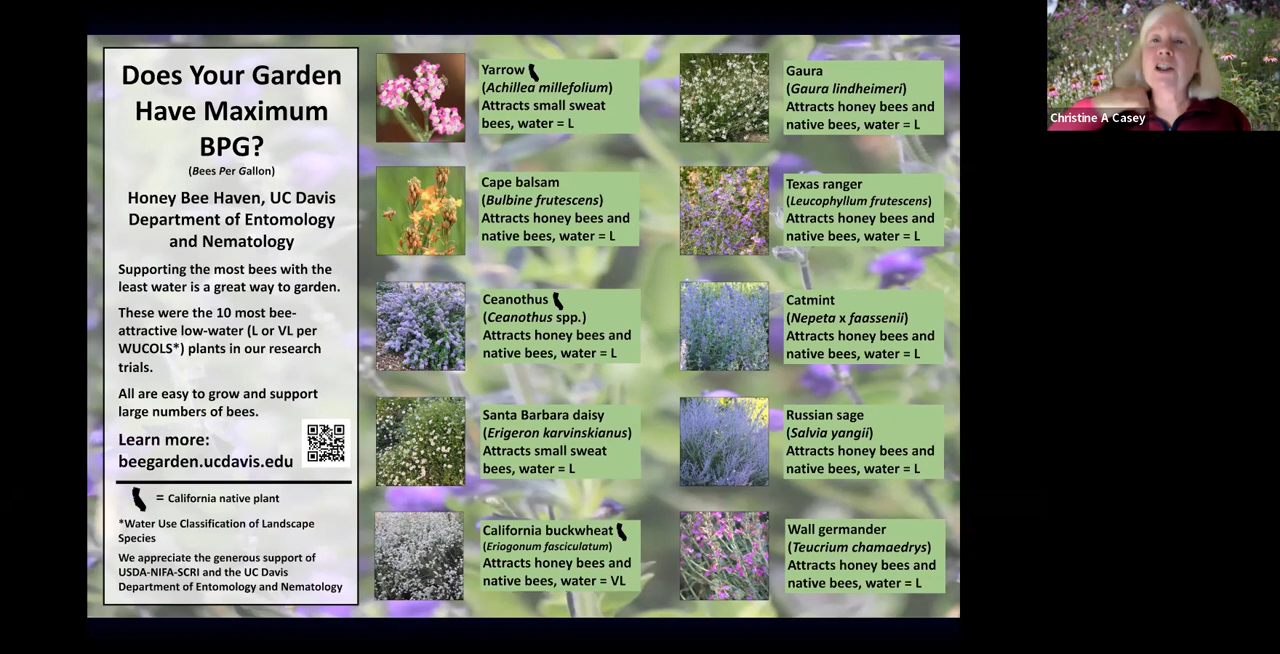 Does Your Garden
Have Maximum
BPG?
(Bees Per Gallon)
Honey Bee Haven, UC Davis
Department of Entomology
and Nematology
Supporting the most bees with the
least water is a great way to garden.
These were the 10 most bee-
attractive low-water (L or VL per
WUCOLS*) plants in our research
trials.
All are easy to grow and support
large numbers of bees.
Learn more:
beegarden.ucdavis.edu
= California native plant
*Water Use Classification of Landscape
Species
We appreciate the generous support of
USDA-NIFA-SCRI and the UC Davis
Department of Entomology and Nematology
Yarrow
(Achillea millefolium)
Attracts small sweat
bees, water = L
Cape balsam
(Bulbine frutescens)
Attracts honey bees and
native bees, water = L
Ceanothus
(Ceanothus spp.)
Attracts honey bees and
native bees, water = L
Santa Barbara daisy
(Erigeron karvinskianus)
Attracts small sweat
bees, water = L
California buckwheat
(Eriogonum fasciculatum)
Attracts honey bees and
native bees, water = VL
Gaura
(Gaura lindheimeri)
Attracts honey bees and
native bees, water = L
Texas ranger
(Leucophyllum frutescens)
Attracts honey bees and
native bees, water = L
Catmint
(Nepeta x faassenii)
Attracts honey bees and
native bees, water = L
Russian sage
(Salvia yangii)
Attracts honey bees and
native bees, water = L
Wall germander
(Teucrium chamaedrys)
Attracts honey bees and
native bees, water = L
Christine A Casey